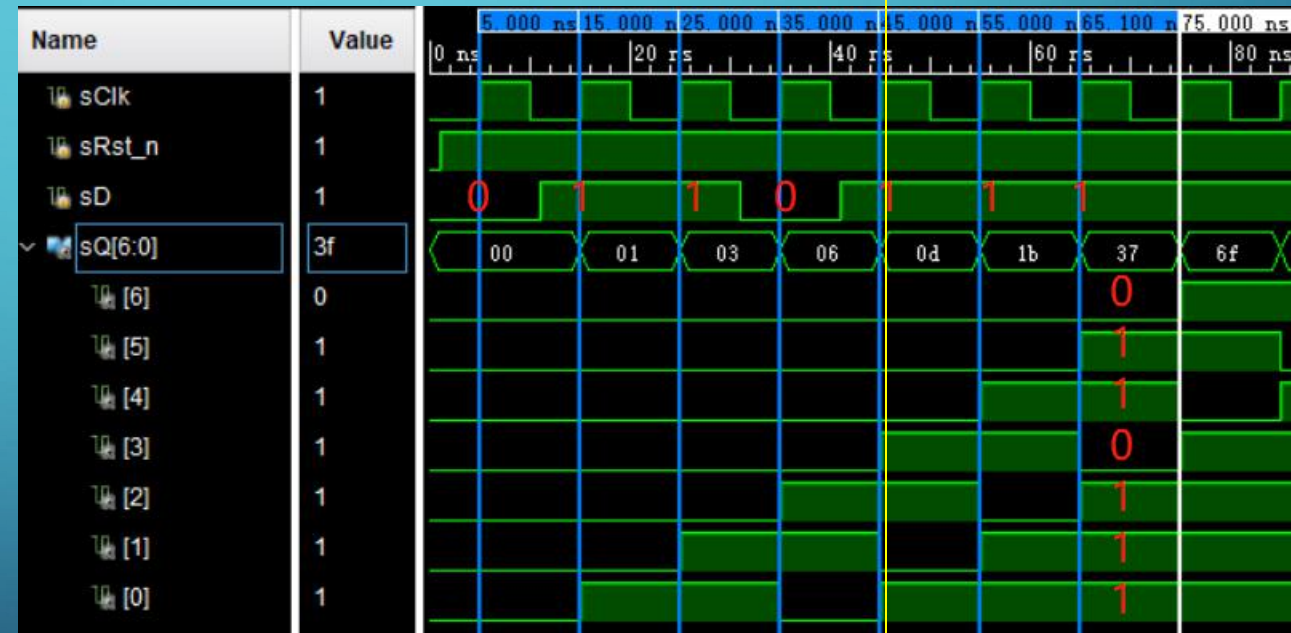 Name Value
5.000 ns 15.000 n 25.000 n 35.000 n 45.000 n 55.000 n 65.100 n 75.000 ns
0 ns 20 ns 40 ns 60 ns 80 ns
sClk 1
sRst_n 1
sD 1 0 1 1 0 1 1 1
sQ[6:0] 3f 00 01 03 06 0d 1b 37 6f
[6] 0 0
[5] 1 1
[4] 1 1
[3] 1 0
[2] 1 1
[1] 1 1
[0] 1 1